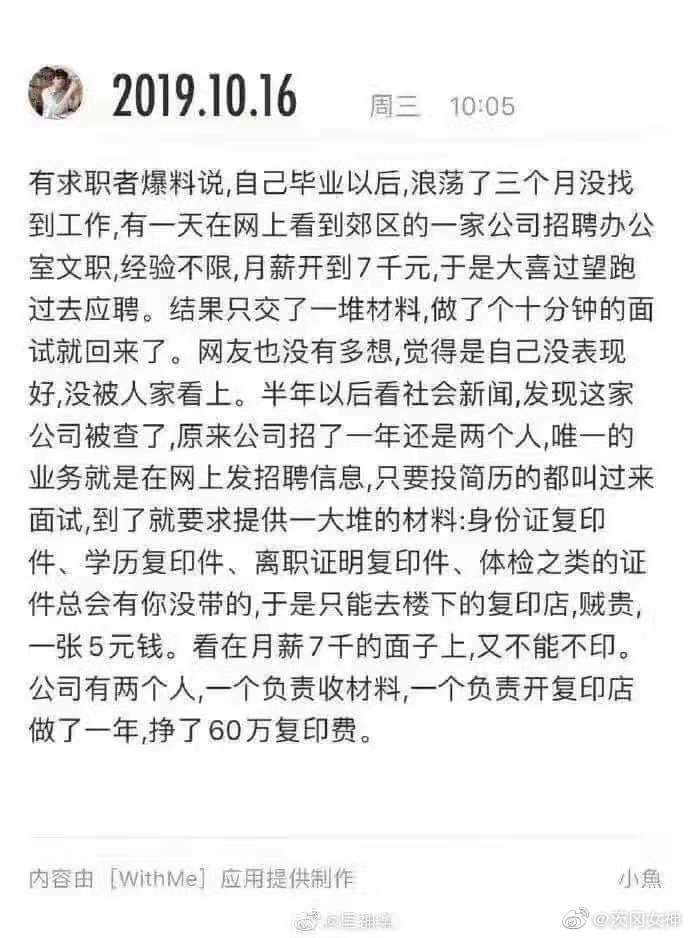 2019.10.16
周三 10:05
有求职者爆料说,自己毕业以后,浪荡了三个月没找
到工作,有一天在网上看到郊区的一家公司招聘办公
室文职,经验不限,月薪开到7千元,于是大喜过望跑
过去应聘。结果只交了一堆材料,做了个十分钟的面
试就回来了。网友也没有多想,觉得是自己没表现
好,没被人家看上。半年以后看社会新闻,发现这家
公司被查了,原来公司招了一年还是两个人,唯一的
业务就是在网上发招聘信息,只要投简历的都叫过来
面试,到了就要求提供一大堆的材料:身份证复印
件、学历复印件、离职证明复印件、体检之类的证
件总会有你没带的,于是只能去楼下的复印店,贼贵,
一张5元钱。看在月薪7千的面子上,又不能不印。
公司有两个人,一个负责收材料,一个负责开复印店
做了一年,挣了60万复印费。
内容由［WithMe］应用提供制作
小魚
女神